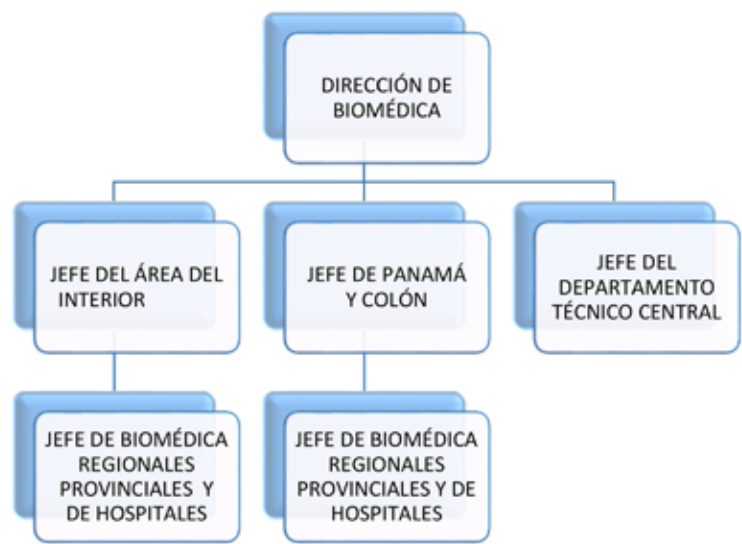 DIRECCIÓN DE
BIOMÉDICA
JEFE DEL ÁREA DEL
INTERIOR
JEFE DE PANAMÁ
Y COLÓN
JEFE DEL
DEPARTAMENTO
TÉCNICO CENTRAL
JEFE DE BIOMÉDICA
REGIONALES
PROVINCIALES Y
DE HOSPITALES
JEFE DE BIOMÉDICA
REGIONALES
PROVINCIALES Y DE
HOSPITALES